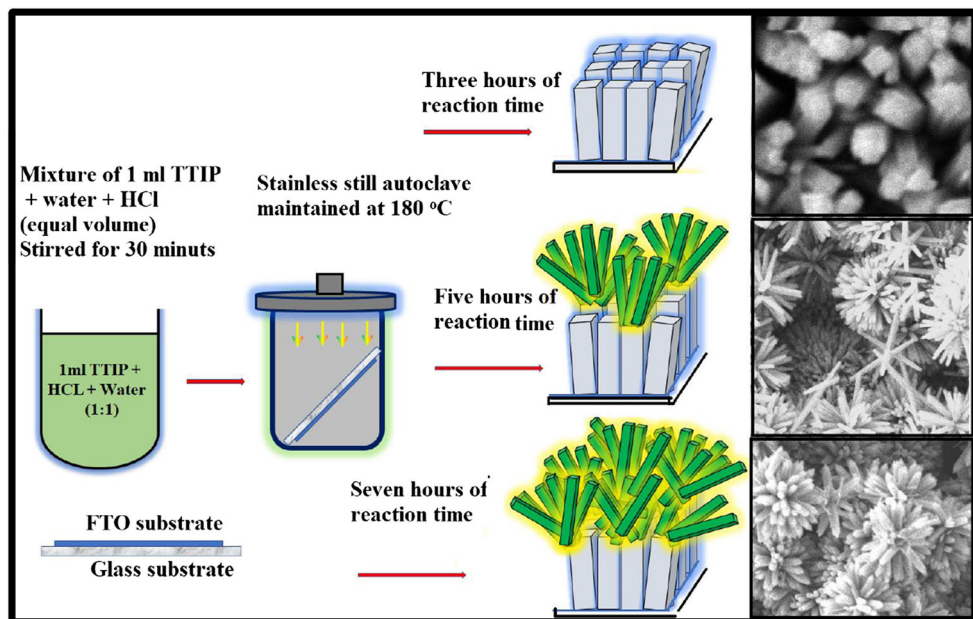 Mixture of 1 ml TTIP
+ water + HCl
(equal volume)
Stirred for 30 minuts
1ml TTIP +
HCL + Water
(1:1)
FTO substrate
Glass substrate
Stainless still autoclave
maintained at 180 °C
Three hours of
reaction time
Five hours of
reaction time
Seven hours of
reaction time